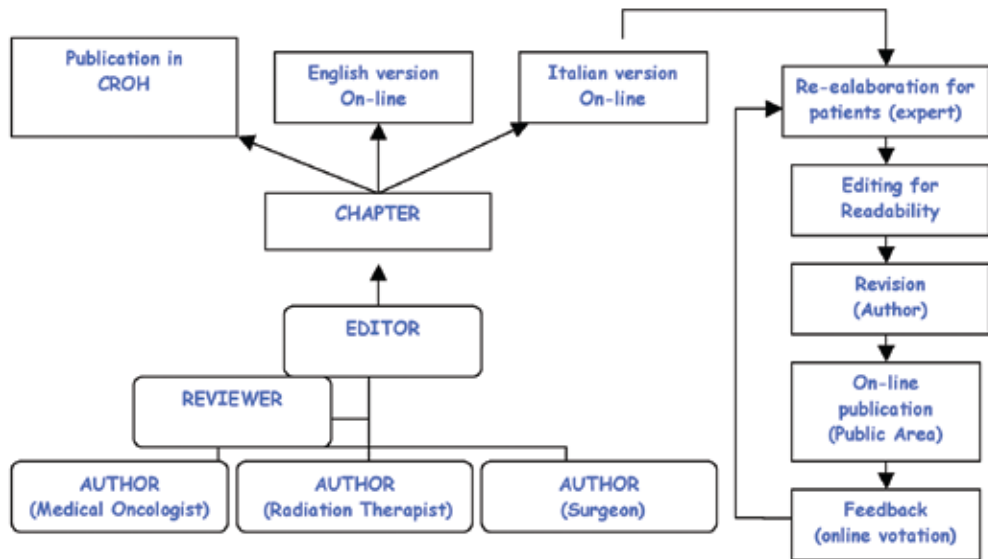 Publication in
CROH
English version
On-line
Italian version
On-line
CHAPTER
EDITOR
REVIEWER
AUTHOR
(Medical Oncologist)
AUTHOR
(Radiation Therapist)
AUTHOR
(Surgeon)
Re-ealaboration for
patients (expert)
Editing for
Readability
Revision
(Author)
On-line
publication
(Public Area)
Feedback
(online votation)